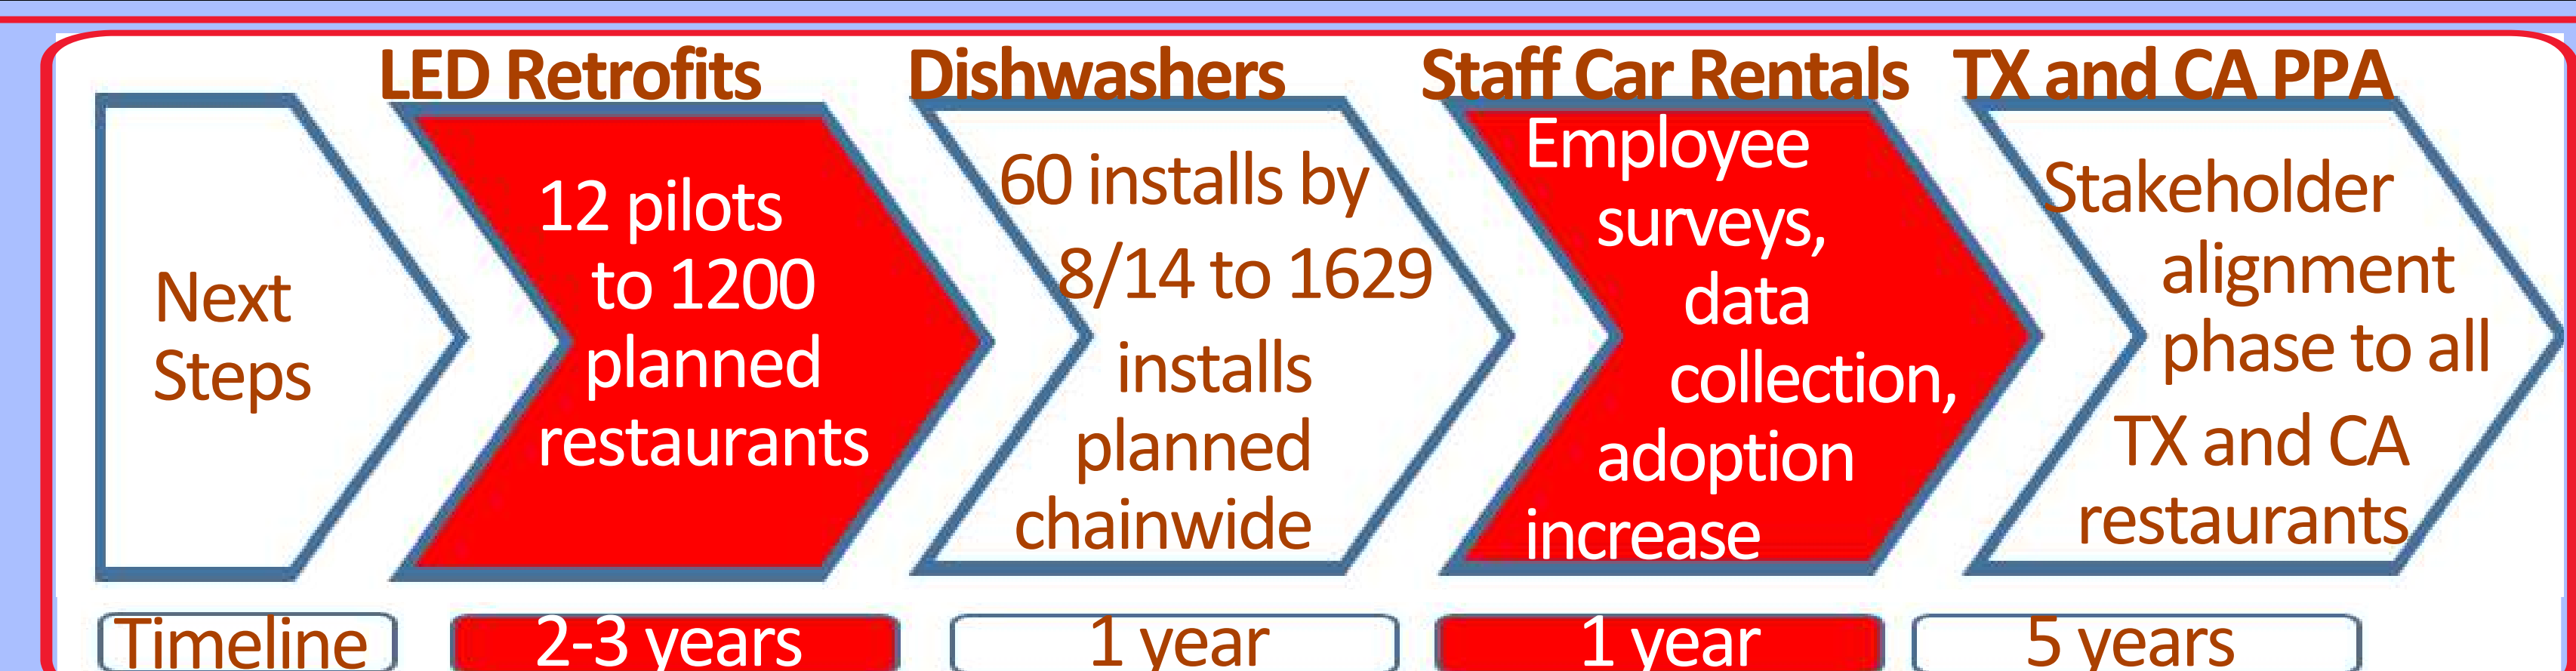 LED Retrofits
Dishwashers
Staff Car Rentals
TX and CA PPA
Next
Steps
12 pilots
to 1200
planned
restaurants
60 installs by
8/14 to 1629
installs
planned
chainwide
Employee
surveys,
data
collection,
adoption
increase
Stakeholder
alignment
phase to all
TX and CA
restaurants
Timeline
2-3 years
1 year
1 year
5 years